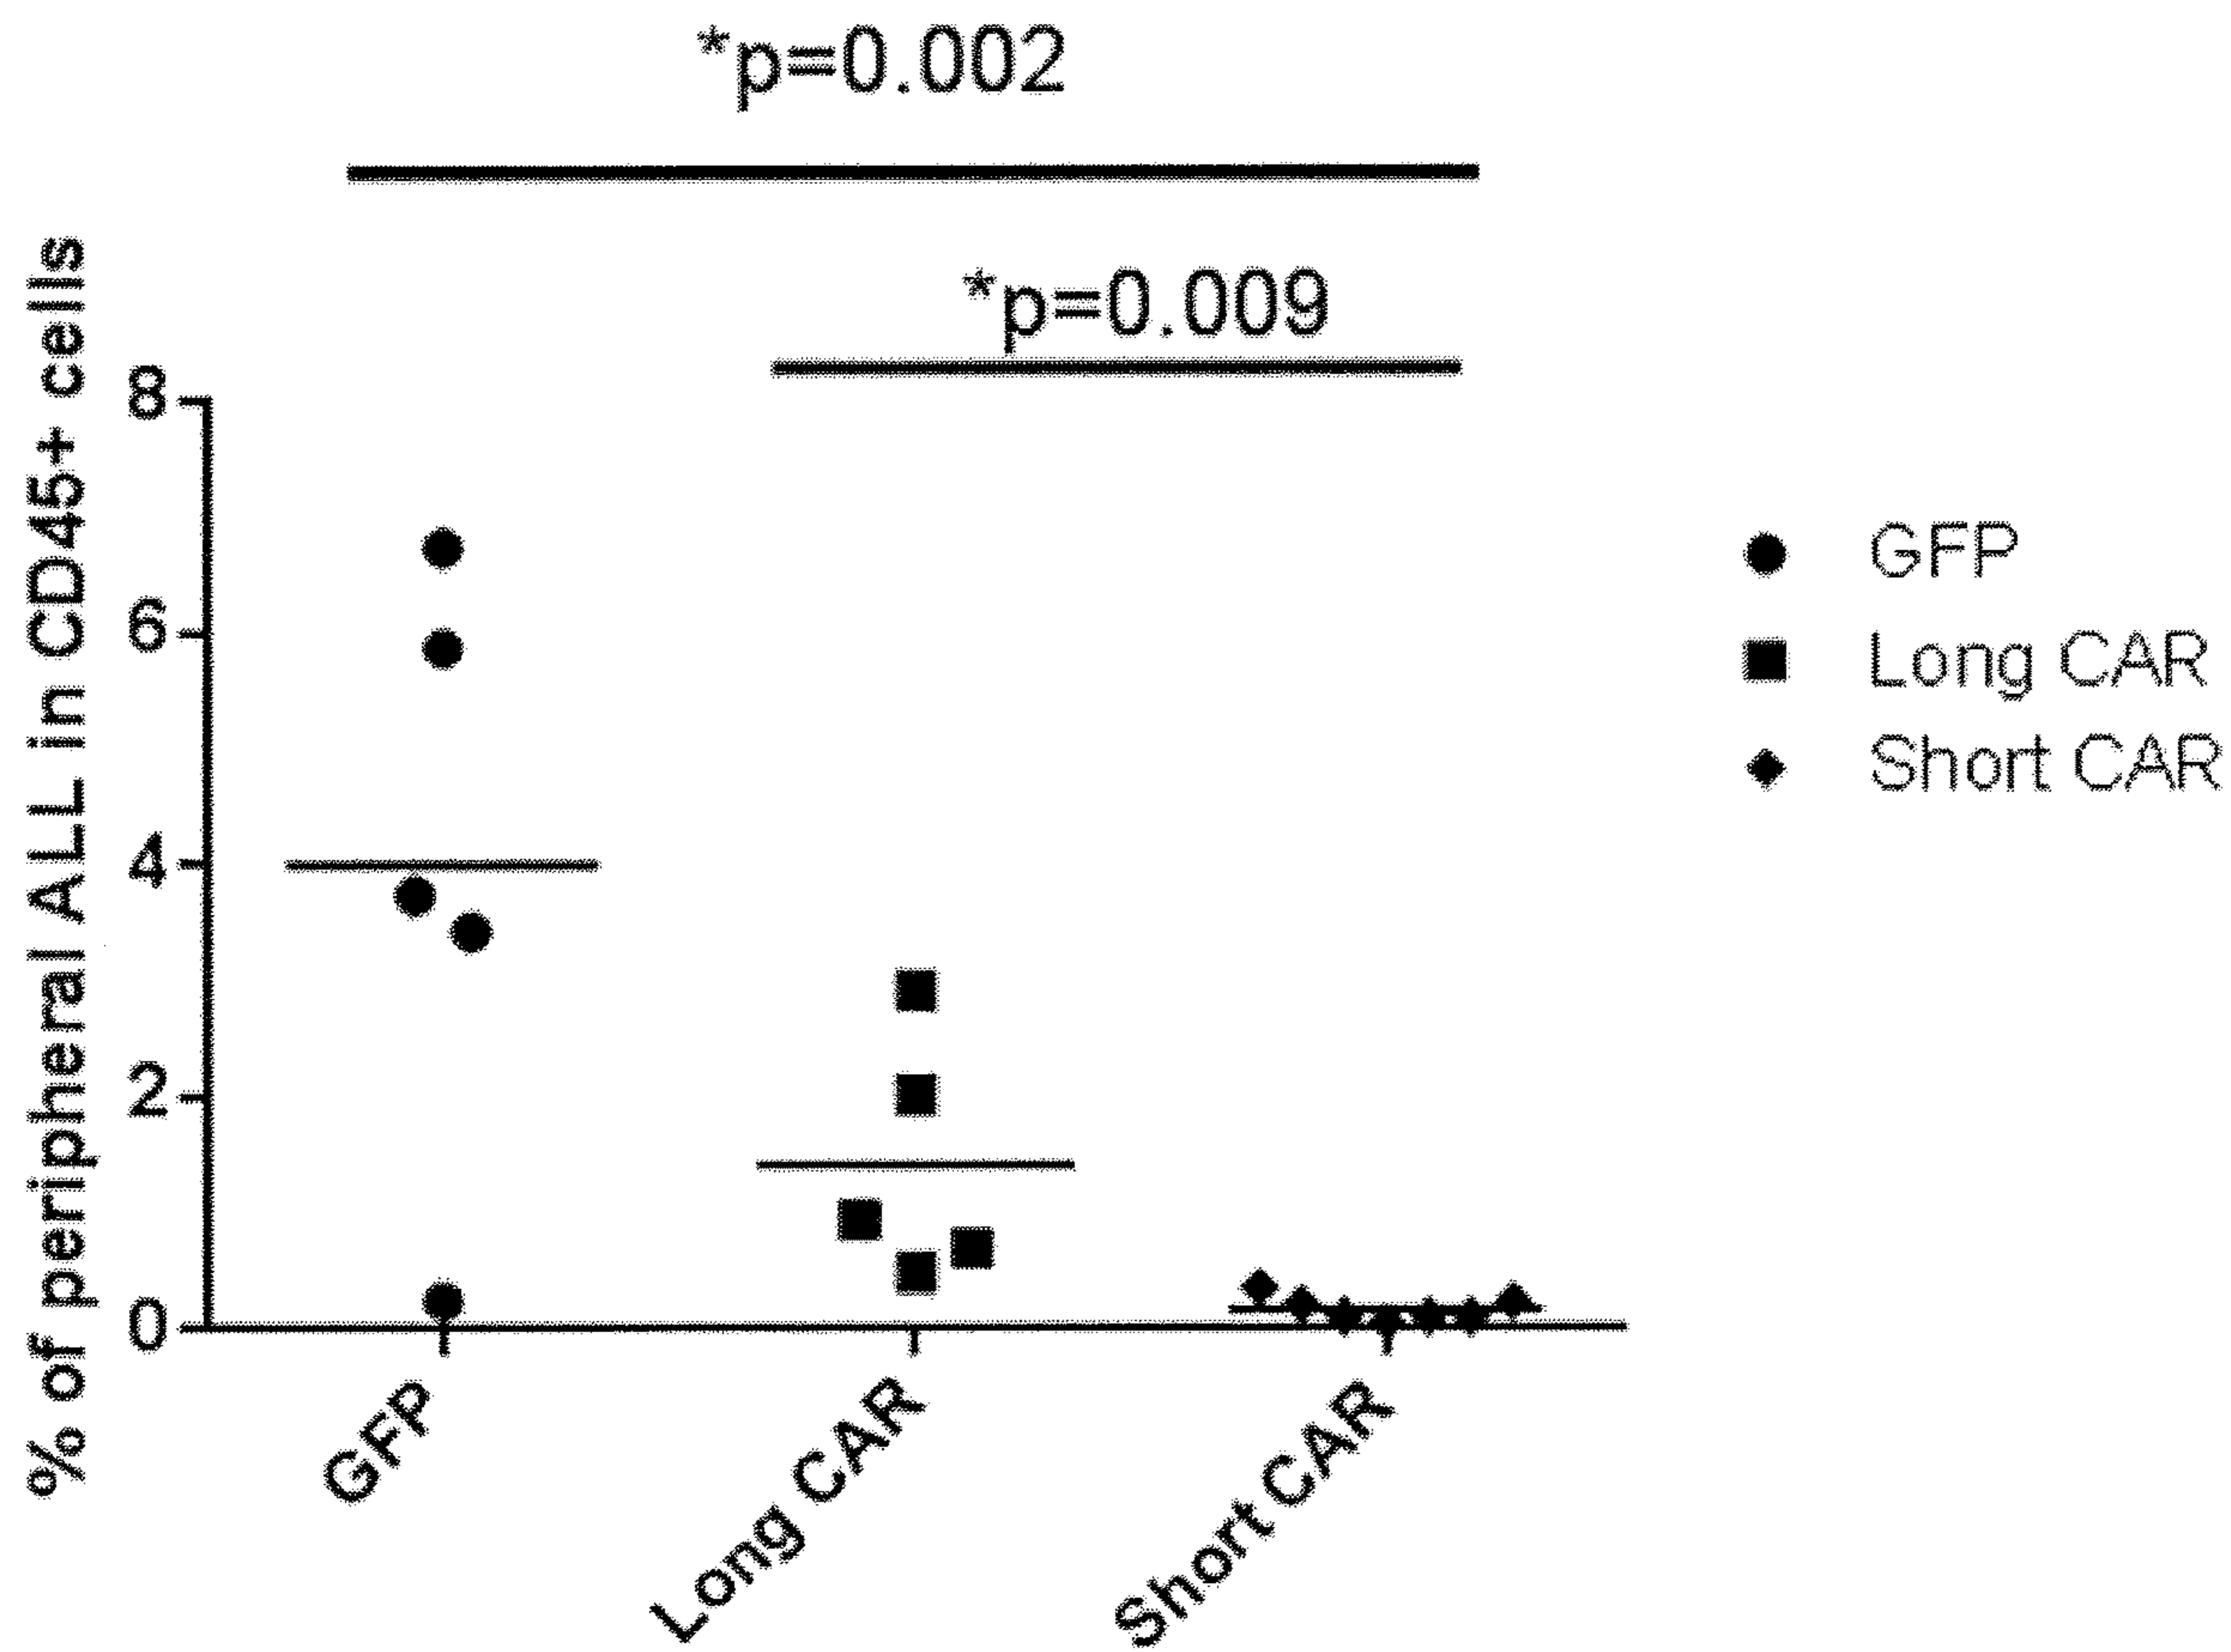 *p=0.002
*p=0.009
% of peripheral ALL in CD45+ cells
8
6
4
2
0
GFP
Long CAR
Short CAR
GFP
Long CAR
Short CAR